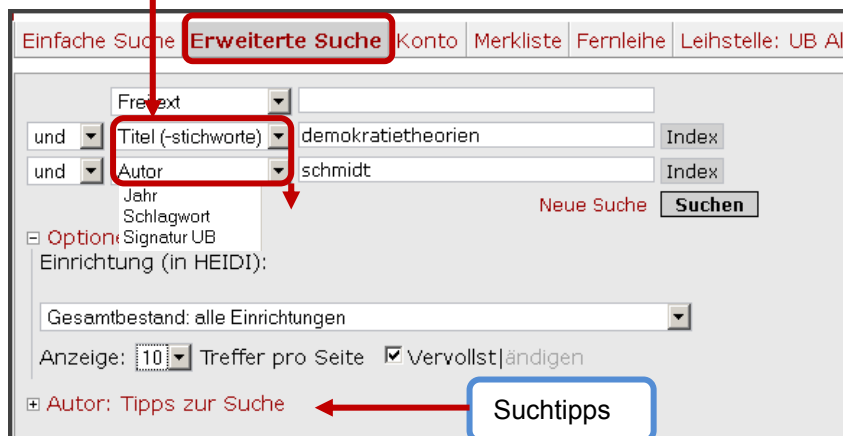 Einfache Suche Erweiterte Suche Konto Merkliste Fernleihe Leihstelle: UB Al
Freitext
und Titel (-stichworte) demokratietheorien Index
und Autor schmidt Index
Jahr
Neue Suche Suchen
Schlagwort
Signatur UB
Optione
Einrichtung (in HEIDI):
Gesamtbestand: alle Einrichtungen
Anzeige: 10 Treffer pro Seite Vervollst|ändigen
Autor: Tipps zur Suche Suchtipps